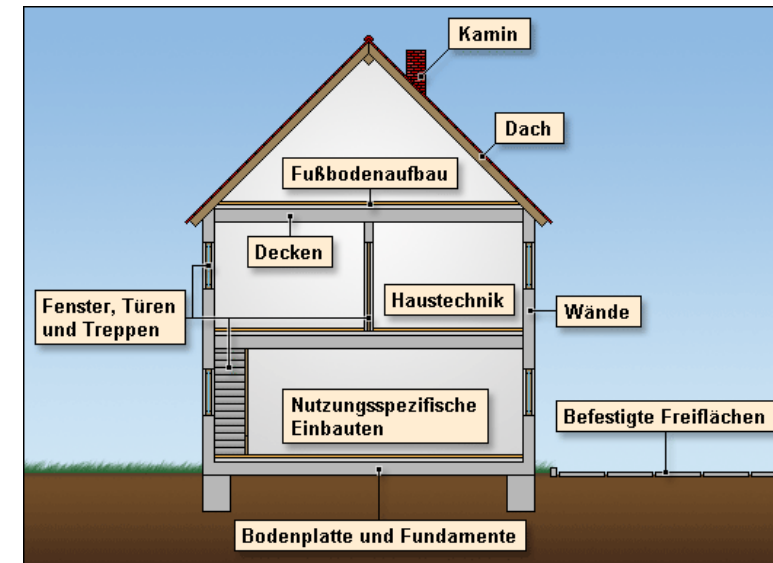 Kamin
Dach
Fußbodenaufbau
Decken
Fenster, Türen
und Treppen
Haustechnik
Wände
Nutzungsspezifische
Einbauten
Befestigte Freiflächen
Bodenplatte und Fundamente